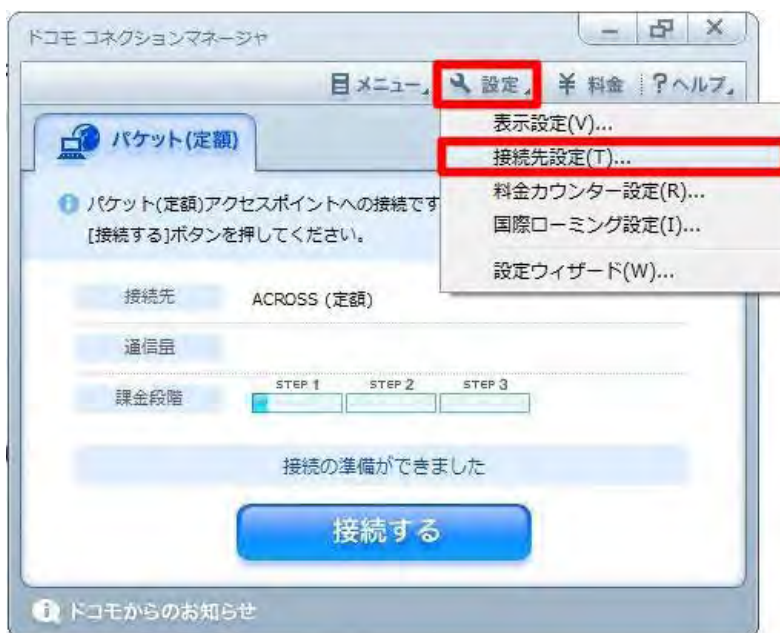 ドコモ コネクションマネージャ
メニュー 設定 ¥ 料金 ? ヘルプ
パケット(定額)
表示設定(V)...
接続先設定(T)...
料金カウンター設定(R)...
国際ローミング設定(I)...
設定ウィザード(W)...
パケット(定額)アクセスポイントへの接続です
[接続する]ボタンを押してください。
接続先 ACROSS (定額)
通信量
課金段階 STEP 1 STEP 2 STEP 3
接続の準備ができました
接続する
ドコモからのお知らせ